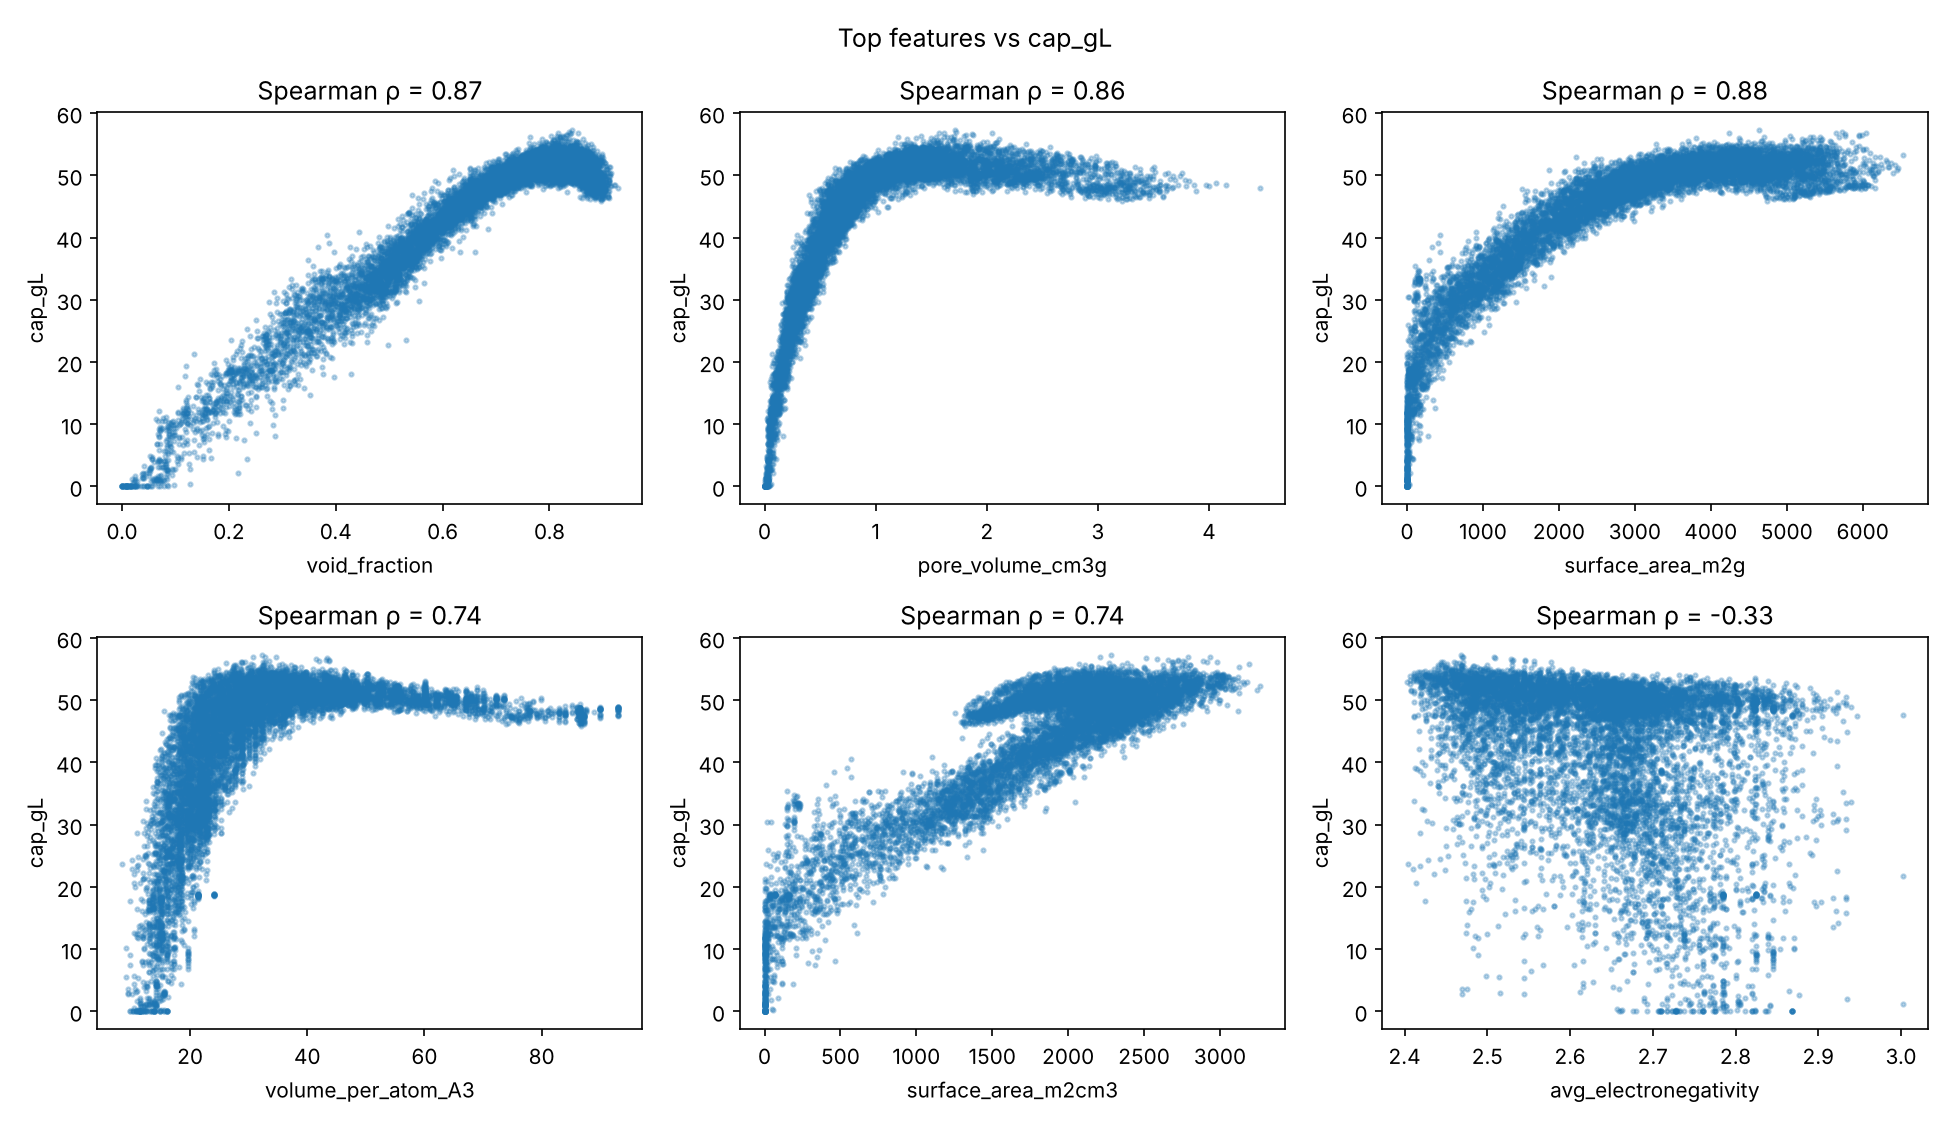 Top features vs cap_gL
Spearman ρ = 0.87
Spearman ρ = 0.86
Spearman ρ = 0.88
60
50
40
30
20
10
0
cap_gL
0.0 0.2 0.4 0.6 0.8
void_fraction
60
50
40
30
20
10
0
cap_gL
0 1 2 3 4
pore_volume_cm3g
60
50
40
30
20
10
0
cap_gL
0 1000 2000 3000 4000 5000 6000
surface_area_m2g
Spearman ρ = 0.74
Spearman ρ = 0.74
Spearman ρ = -0.33
60
50
40
30
20
10
0
cap_gL
20 40 60 80
volume_per_atom_A3
60
50
40
30
20
10
0
cap_gL
0 500 1000 1500 2000 2500 3000
surface_area_m2cm3
60
50
40
30
20
10
0
cap_gL
2.4 2.5 2.6 2.7 2.8 2.9 3.0
avg_electronegativity